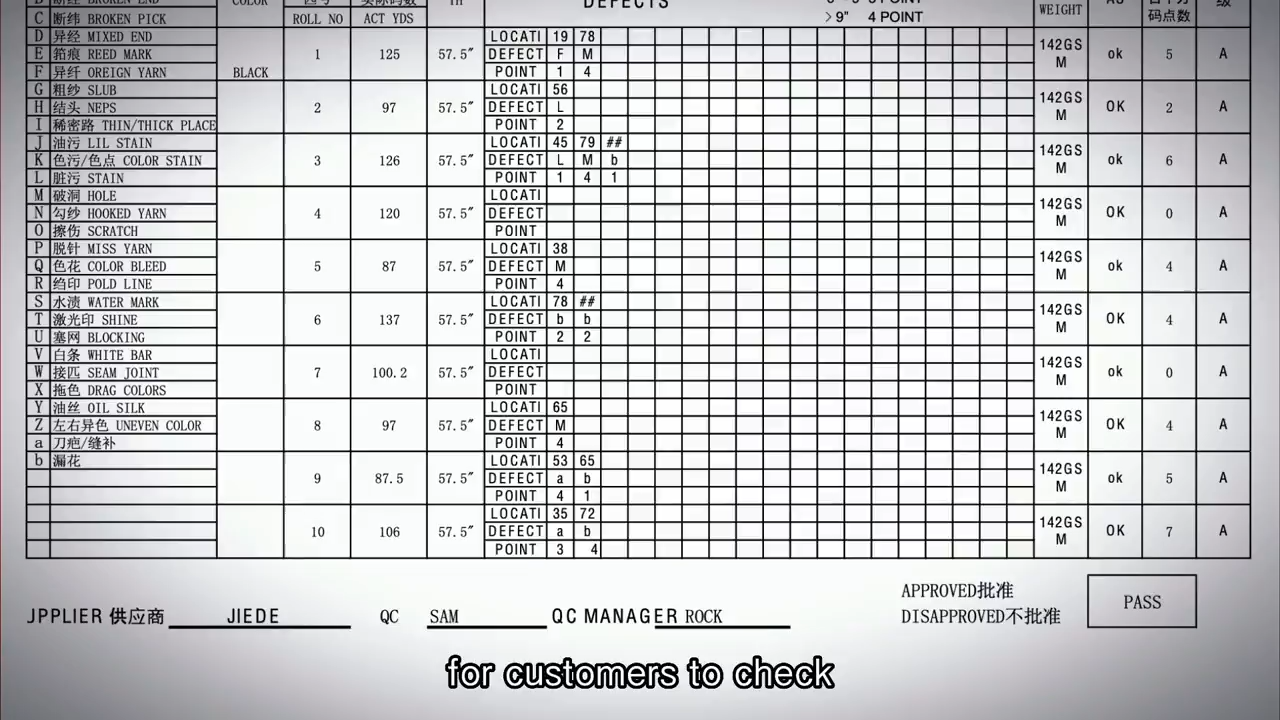 COLOR
DEFECTS
WEIGHT
C 断纬 BROKEN PICK ROLL NO ACT YDS > 9" 4 POINT 码点数
D 异经 MIXED END LOCATI 19 78
E 筘痕 REED MARK 1 125 57.5″ DEFECT F M 142GSM ok 5 A
F 异纤 OREIGN YARN BLACK POINT 1 4
G 粗纱 SLUB LOCATI 56
H 结头 NEPS 2 97 57.5″ DEFECT L 142GSM OK 2 A
I 稀密路 THIN/THICK PLACE POINT 2
J 油污 LIL STAIN LOCATI 45 79 ##
K 色污/色点 COLOR STAIN 3 126 57.5″ DEFECT L M b 142GSM ok 6 A
L 脏污 STAIN POINT 1 4 1
M 破洞 HOLE LOCATI
N 勾纱 HOOKED YARN 4 120 57.5″ DEFECT 142GSM OK 0 A
O 擦伤 SCRATCH POINT
P 脱针 MISS YARN LOCATI 38
Q 色花 COLOR BLEED 5 87 57.5″ DEFECT M 142GSM ok 4 A
R 绉印 POLD LINE POINT 4
S 水渍 WATER MARK LOCATI 78 ##
T 激光印 SHINE 6 137 57.5″ DEFECT b b 142GSM OK 4 A
U 塞网 BLOCKING POINT 2 2
V 白条 WHITE BAR LOCATI
W 接匹 SEAM JOINT 7 100.2 57.5″ DEFECT 142GSM ok 0 A
X 拖色 DRAG COLORS POINT
Y 油丝 OIL SILK LOCATI 65
Z 左右异色 UNEVEN COLOR 8 97 57.5″ DEFECT M 142GSM OK 4 A
a 刀疤/缝补 POINT 4
b 漏花 LOCATI 53 65
9 87.5 57.5″ DEFECT a b 142GSM ok 5 A
POINT 4 1
LOCATI 35 72
10 106 57.5″ DEFECT a b 142GSM OK 7 A
POINT 3 4
APPROVED批准
JPPLIER 供应商 JIEDE QC SAM QC MANAGER ROCK DISAPPROVED不批准 PASS
for customers to check